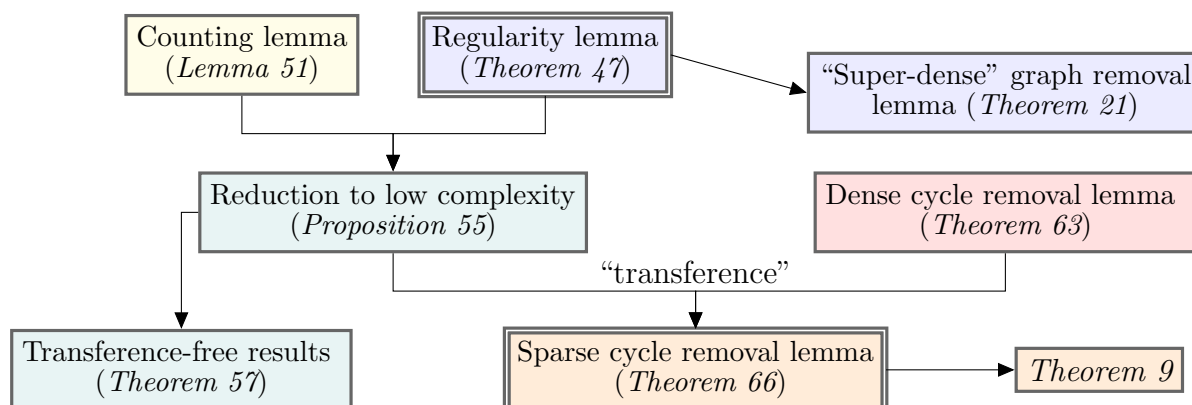 Counting lemma
(Lemma 51)
Regularity lemma
(Theorem 47)
“Super-dense” graph removal
lemma (Theorem 21)
Reduction to low complexity
(Proposition 55)
Dense cycle removal lemma
(Theorem 63)
“transference”
Transference-free results
(Theorem 57)
Sparse cycle removal lemma
(Theorem 66)
Theorem 9